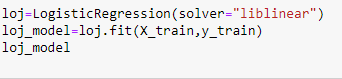 loj=LogisticRegression(solver="liblinear")
loj_model=loj.fit(X_train,y_train)
loj_model